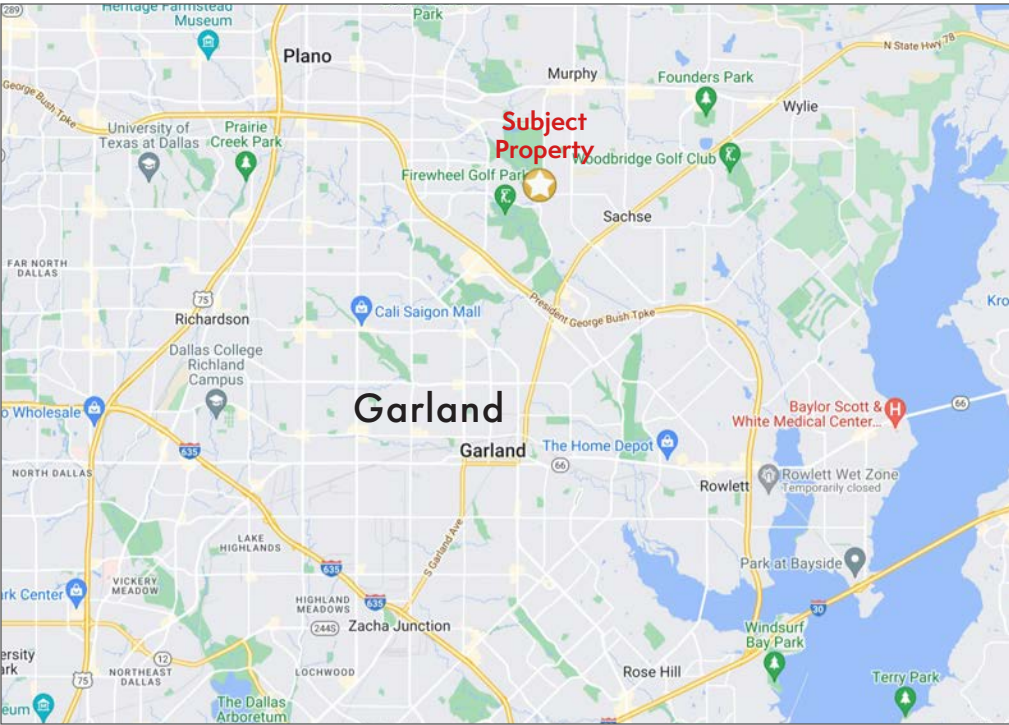 289
Heritage Farmstead
Museum
Park
Plano
N State Hwy 78
Murphy
Founders Park
George Bush Tpke
Wylie
Subject
Property
University of
Texas at Dallas
Prairie
Creek Park
Woodbridge Golf Club
Firewheel Golf Park
Sachse
FAR NORTH
DALLAS
75
Richardson
Cali Saigon Mall
President George Bush Tpke
Kro
Dallas College
Richland
Campus
Garland
o Wholesale
Baylor Scott &
White Medical Center...
66
635
Garland
The Home Depot
66
NORTH DALLAS
Rowlett
Rowlett Wet Zone
Temporarily closed
S Garland Ave
LAKE
HIGHLANDS
635
Park at Bayside
VICKERY
MEADOW
ark Center
HIGHLAND
MEADOWS
635
30
244S
Zacha Junction
Windsurf
Bay Park
ersity
ark
12
75
NORTHEAST
DALLAS
LOCHWOOD
Rose Hill
Terry Park
eum
The Dallas
Arboretum